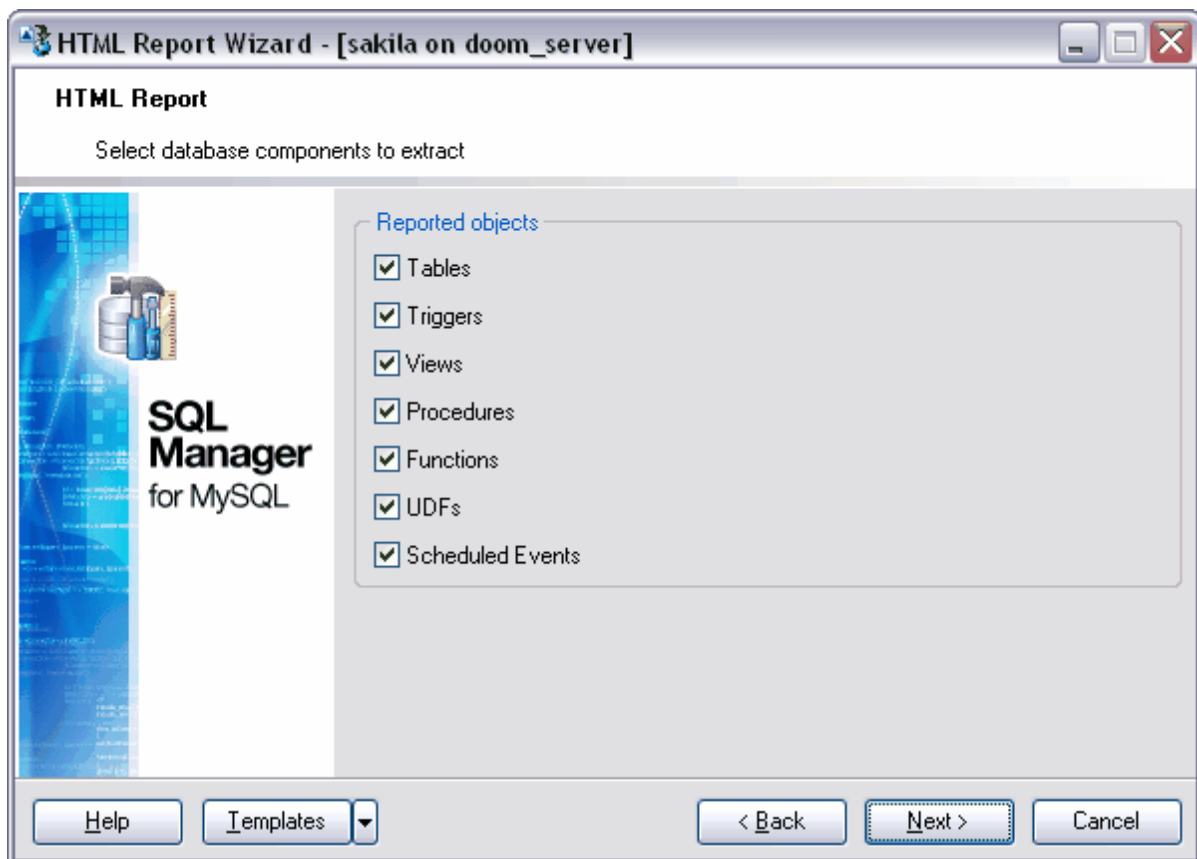 HTML Report Wizard - [sakila on doom_server]
HTML Report
Select database components to extract
Reported objects
Tables
Triggers
Views
Procedures
Functions
UDFs
Scheduled Events
SQL
Manager
for MySQL
Help
Templates
< Back
Next >
Cancel